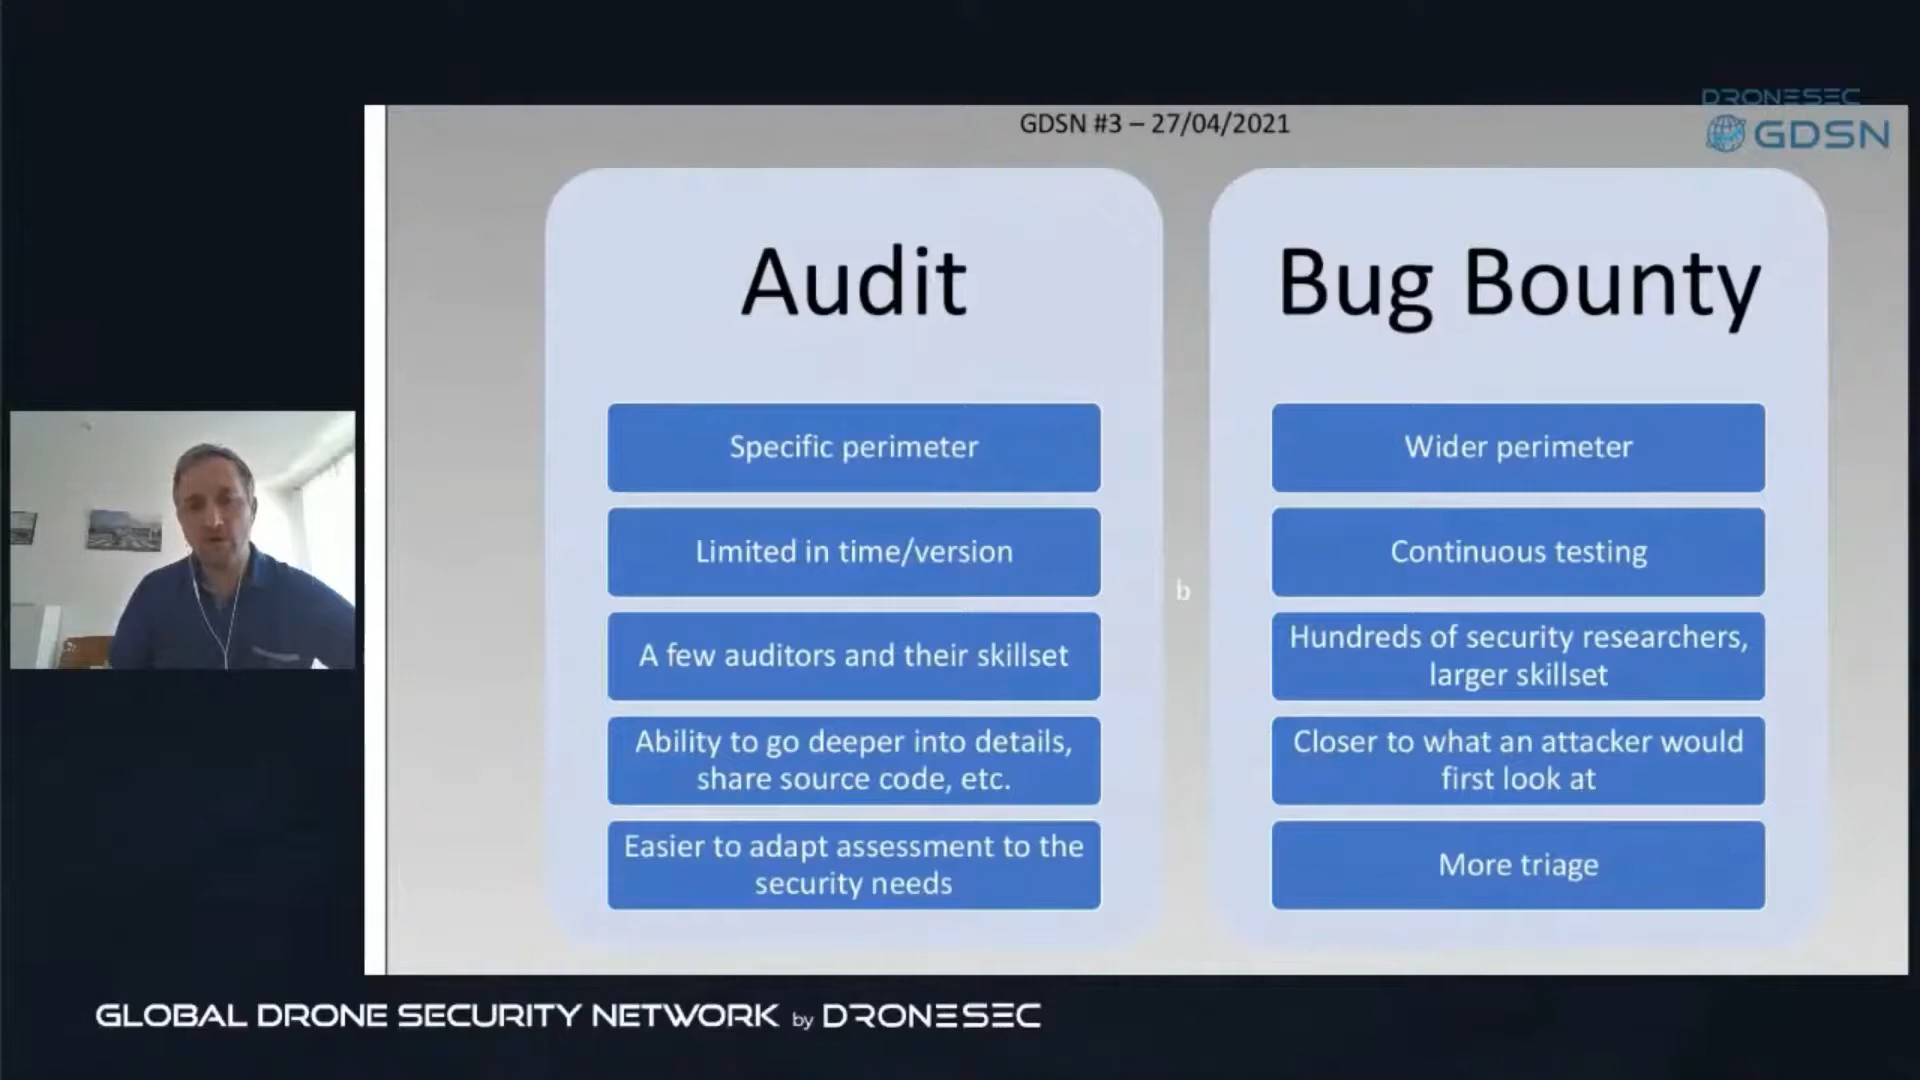 DRONESEC
GDSN #3 – 27/04/2021
GDSN
Audit
Specific perimeter
Limited in time/version
A few auditors and their skillset
Ability to go deeper into details,
share source code, etc.
Easier to adapt assessment to the
security needs
b
Bug Bounty
Wider perimeter
Continuous testing
Hundreds of security researchers,
larger skillset
Closer to what an attacker would
first look at
More triage
GLOBAL DRONE SECURITY NETWORK by DRONESEC